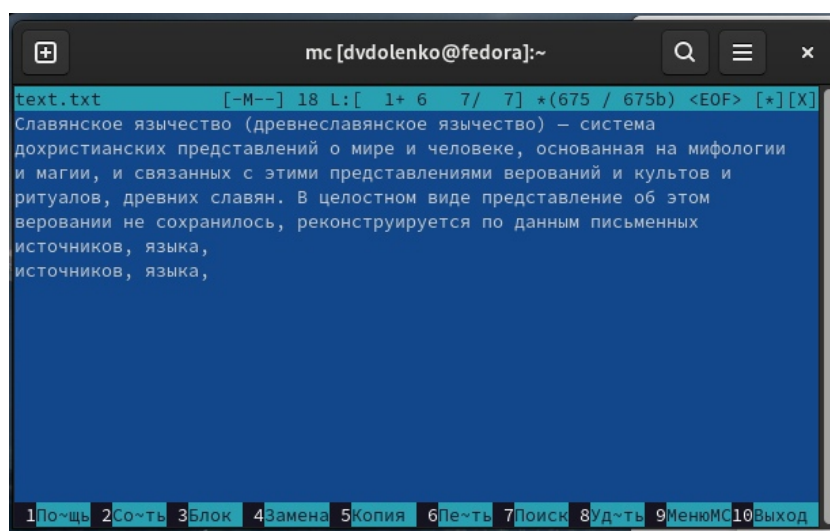 mc [dvdolenko@fedora]:~
text.txt [-M--] 18 L:[ 1+ 6 7/ 7] *(675 / 675b) <EOF> [*][X]
Славянское язычество (древнеславянское язычество) — система
дохристианских представлений о мире и человеке, основанная на мифологии
и магии, и связанных с этими представлениями верований и культов и
ритуалов, древних славян. В целостном виде представление об этом
веровании не сохранилось, реконструируется по данным письменных
источников, языка,
источников, языка,
1По~щь 2Со~ть 3Блок 4Замена 5Копия 6Пе~ть 7Поиск 8Уд~ть 9МенюMC10Выход